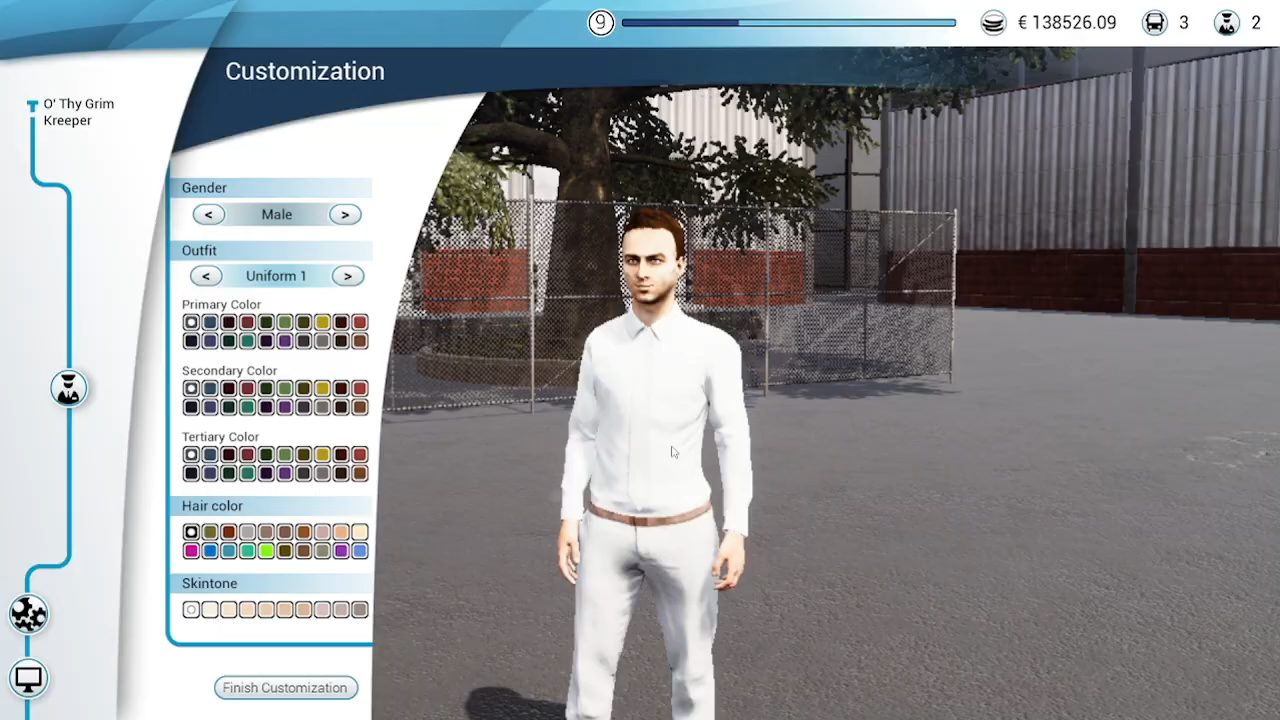 9
€ 138526.09
3
2
Customization
O' Thy Grim
Kreeper
Gender
< Male >
Outfit
< Uniform 1 >
Primary Color
Secondary Color
Tertiary Color
Hair color
Skintone
Finish Customization